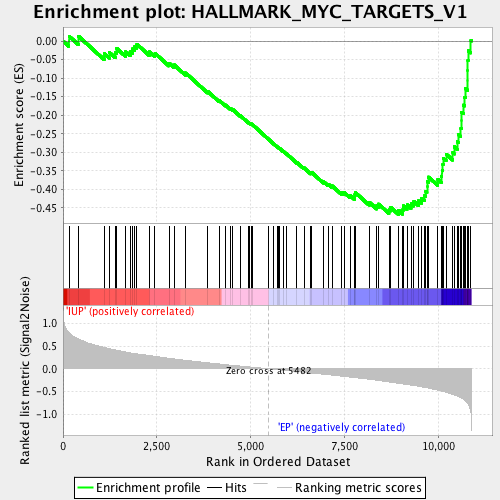 Enrichment plot: HALLMARK_MYC_TARGETS_V1
Enrichment score (ES)
0.00
-0.05
-0.10
-0.15
-0.20
-0.25
-0.30
-0.35
-0.40
-0.45
'IUP' (positively correlated)
Ranked list metric (Signal2Noise)
1.0
0.5
0.0
-0.5
-1.0
Zero cross at 5482
'EP' (negatively correlated)
0
2,500
5,000
7,500
10,000
Rank in Ordered Dataset
Enrichment profile
Hits
Ranking metric scores